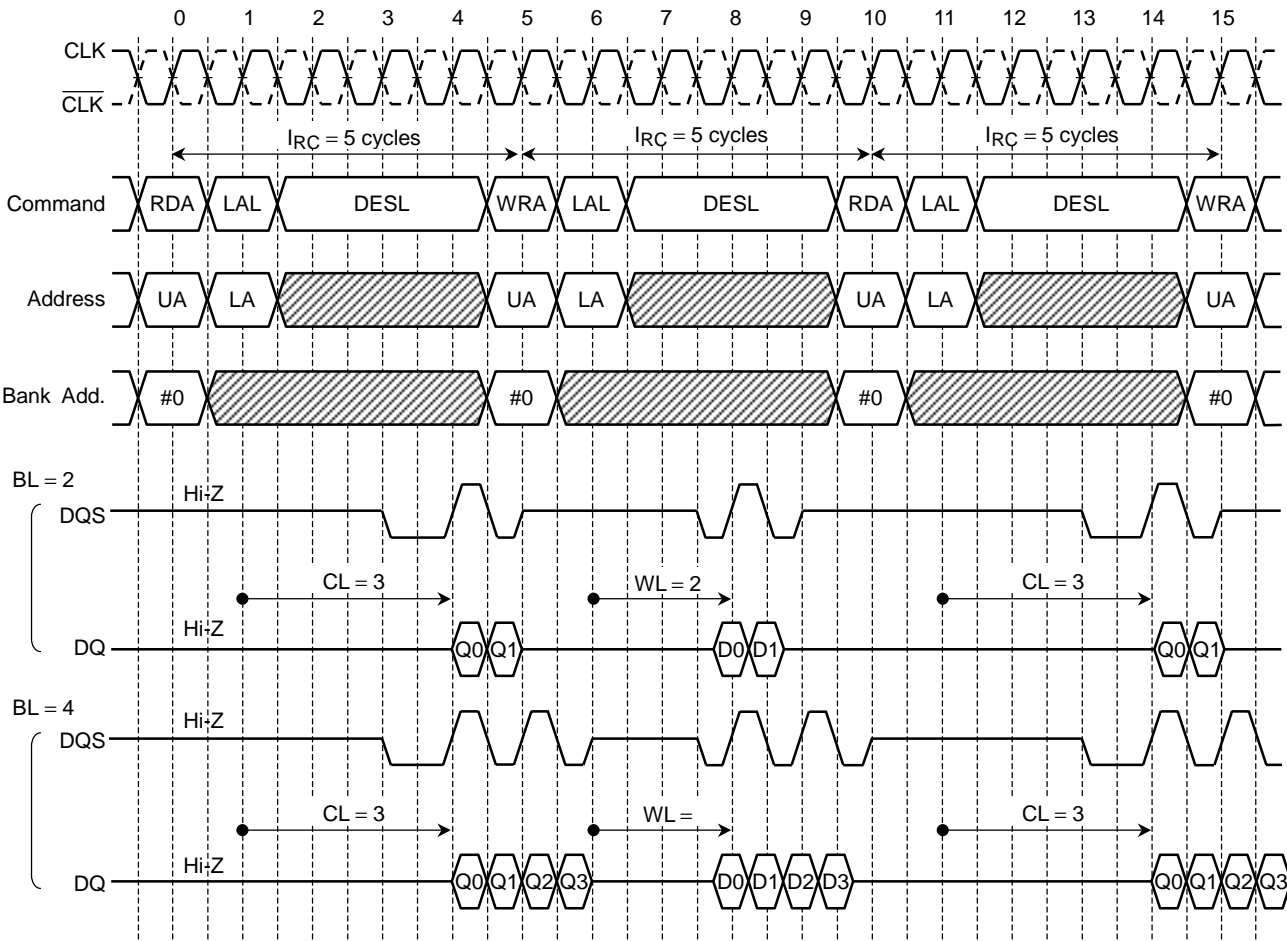 0 1 2 3 4 5 6 7 8 9 10 11 12 13 14 15
CLK
CLK
IRC = 5 cycles IRC = 5 cycles IRC = 5 cycles
Command RDA LAL DESL WRA LAL DESL RDA LAL DESL WRA
Address UA LA UA LA UA LA UA
Bank Add. #0 #0 #0 #0
BL = 2
Hi-Z
DQS
CL = 3 WL = 2 CL = 3
Hi-Z
DQ Q0 Q1 D0 D1 Q0 Q1
BL = 4
Hi-Z
DQS
CL = 3 WL = CL = 3
Hi-Z
DQ Q0 Q1 Q2 Q3 D0 D1 D2 D3 Q0 Q1 Q2 Q3